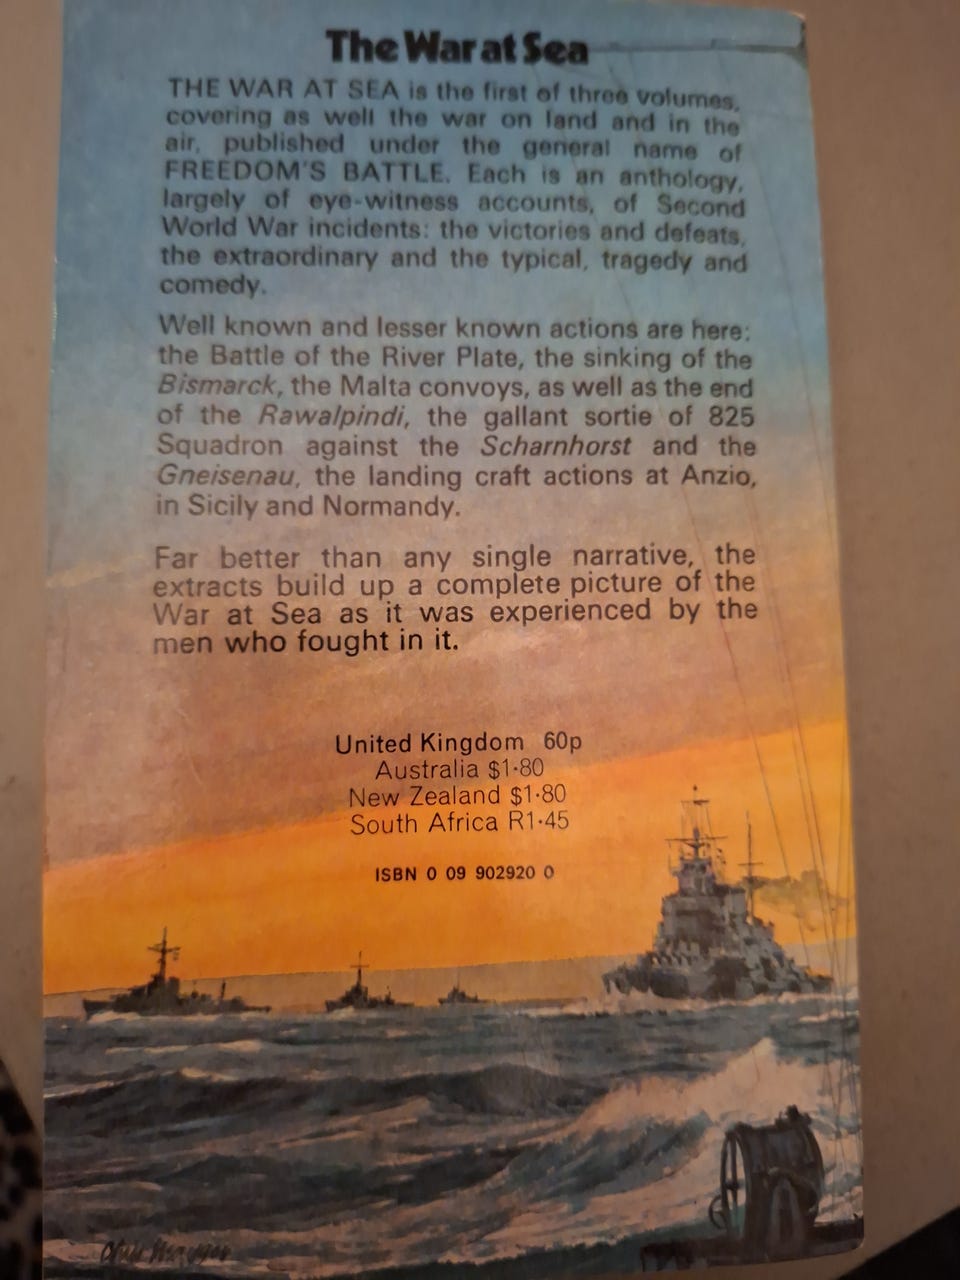 The War at Sea
THE WAR AT SEA is the first of three volumes,
covering as well the war on land and in the
air, published under the general name of
FREEDOM'S BATTLE. Each is an anthology,
largely of eye-witness accounts, of Second
World War incidents: the victories and defeats,
the extraordinary and the typical, tragedy and
comedy.
Well known and lesser known actions are here:
the Battle of the River Plate, the sinking of the
Bismarck, the Malta convoys, as well as the end
of the Rawalpindi, the gallant sortie of 825
Squadron against the Scharnhorst and the
Gneisenau, the landing craft actions at Anzio,
in Sicily and Normandy.
Far better than any single narrative, the
extracts build up a complete picture of the
War at Sea as it was experienced by the
men who fought in it.
United Kingdom 60p
Australia $1·80
New Zealand $1·80
South Africa R1·45
ISBN 0 09 902920 0